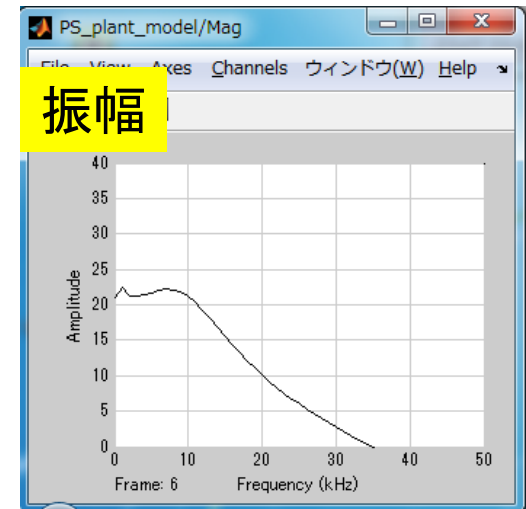 PS_plant_model/Mag
View Axes Channels ウィンドウ(W) Help
振幅
40
35
30
25
20
15
10
5
0
Amplitude
0 10 20 30 40 50
Frame: 6 Frequency (kHz)